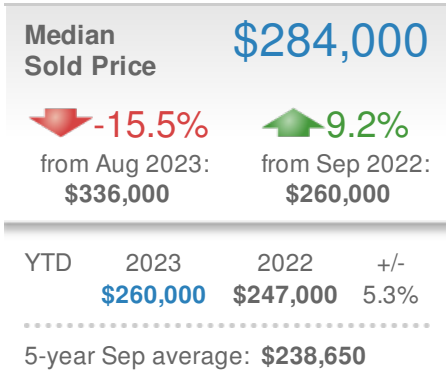 Median
Sold Price
$284,000
-15.5%
from Aug 2023:
$336,000
9.2%
from Sep 2022:
$260,000
YTD 2023 2022 +/-
$260,000 $247,000 5.3%
5-year Sep average: $238,650